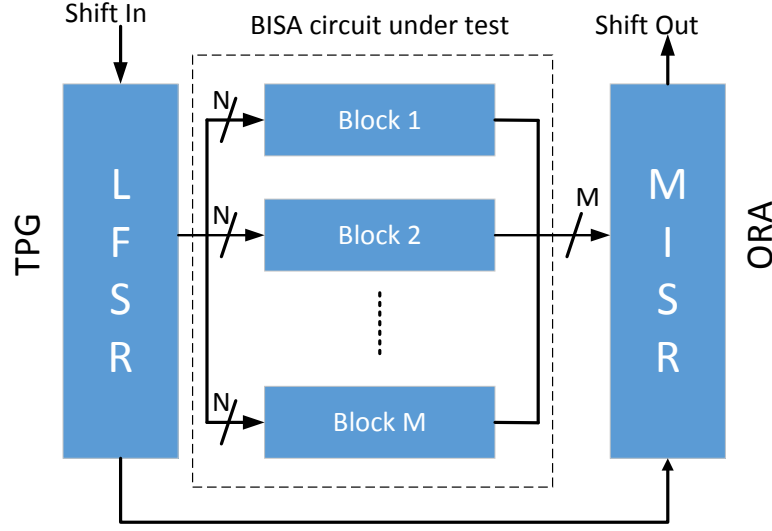 Shift In
BISA circuit under test
Shift Out
TPG
L
F
S
R
N
Block 1
N
Block 2
N
Block M
M
M
I
S
R
ORA